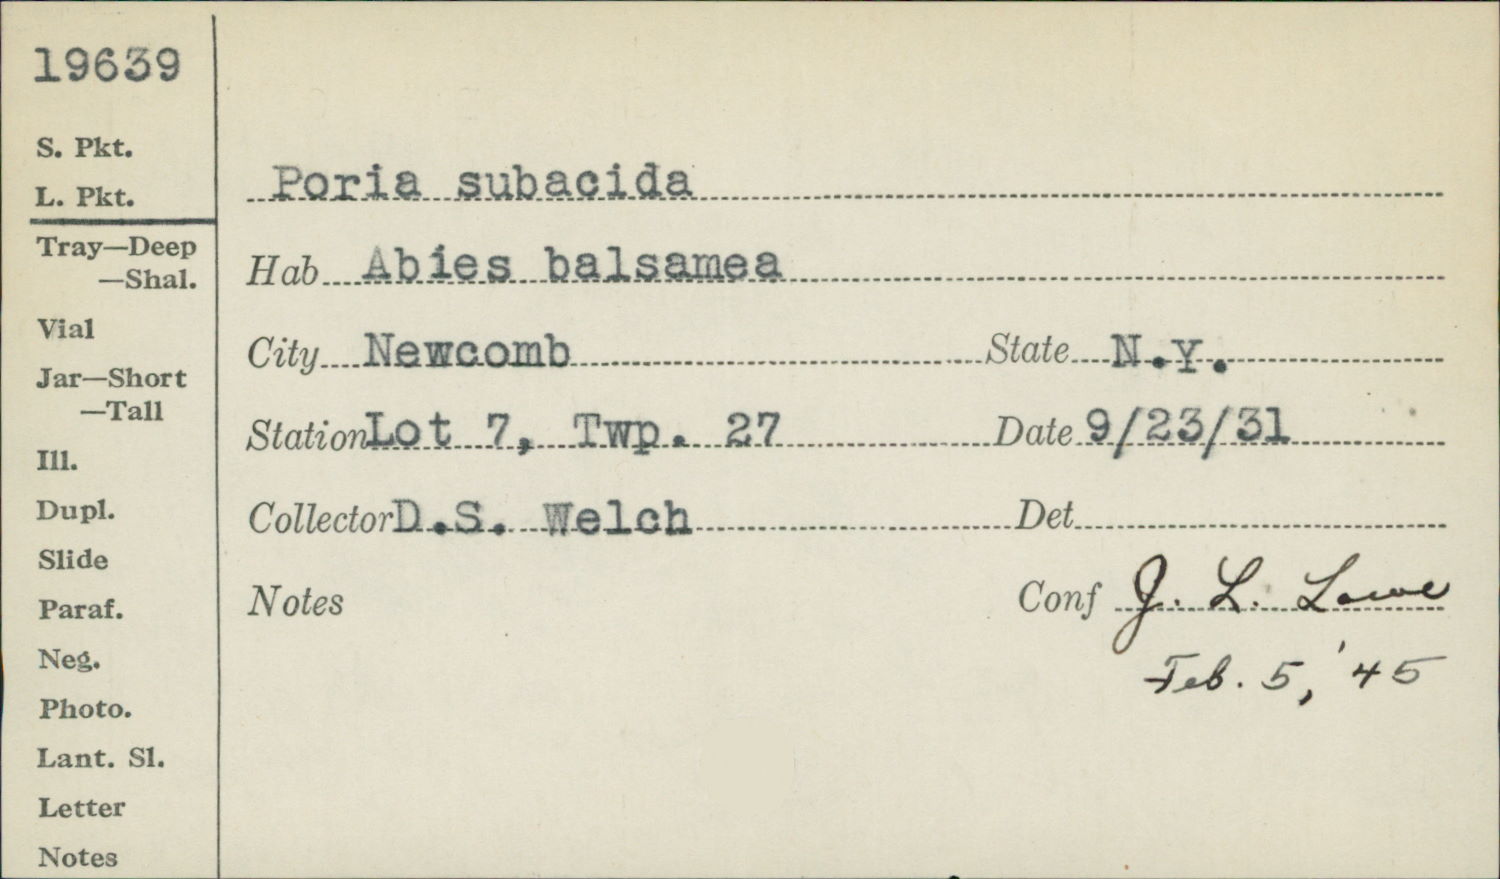 19639
S. Pkt.
L. Pkt.
Tray—Deep
—Shal.
Vial
Jar—Short
—Tall
Ill.
Dupl.
Slide
Paraf.
Neg.
Photo.
Lant. Sl.
Letter
Notes
Poria subacida
Hab Abies balsamea
City Newcomb State N.Y.
Station Lot 7, Twp. 27 Date 9/23/31
Collector D.S. Welch Det
Notes Conf J. L. Lowe
Feb. 5, '45